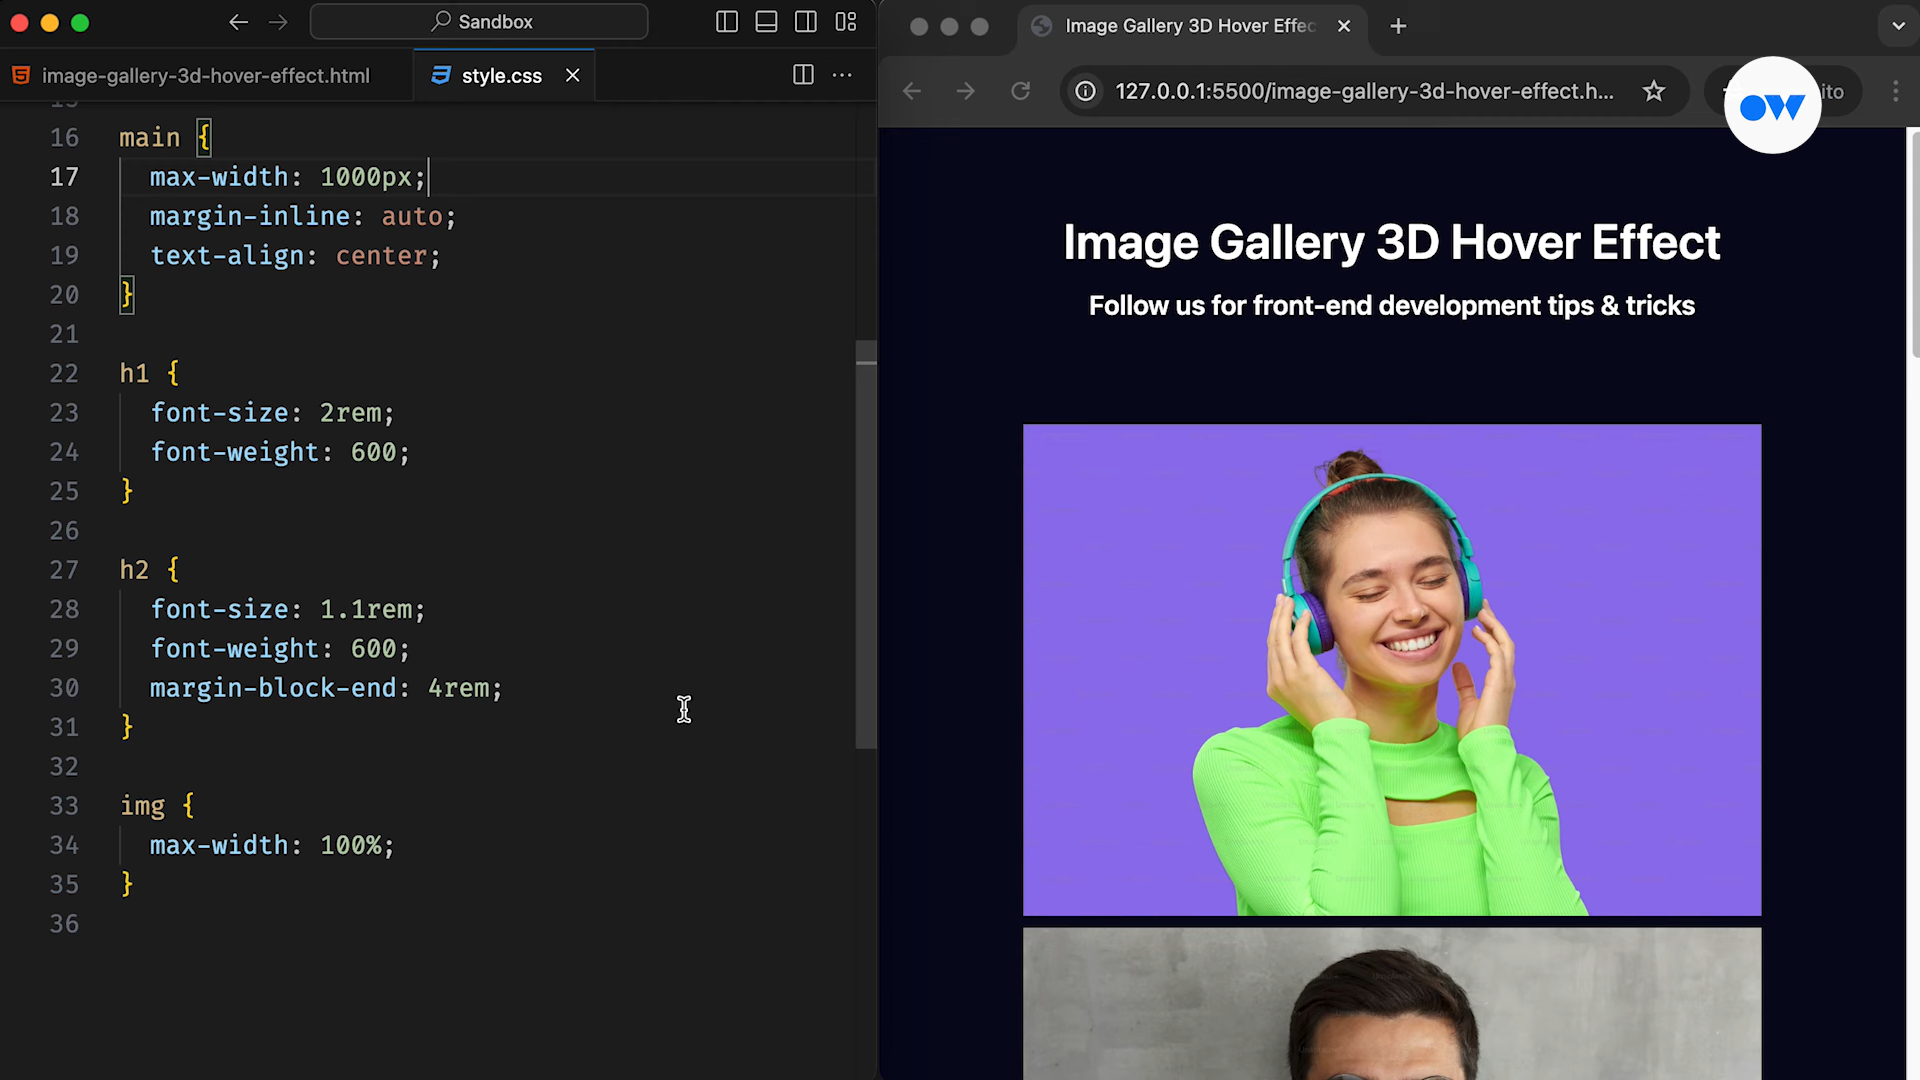 Sandbox
image-gallery-3d-hover-effect.html
style.css
16 main {
17 max-width: 1000px;
18 margin-inline: auto;
19 text-align: center;
20 }
21
22 h1 {
23 font-size: 2rem;
24 font-weight: 600;
25 }
26
27 h2 {
28 font-size: 1.1rem;
29 font-weight: 600;
30 margin-block-end: 4rem;
31 }
32
33 img {
34 max-width: 100%;
35 }
36
Image Gallery 3D Hover Effec
127.0.0.1:5500/image-gallery-3d-hover-effect.h...
ito
OW
Image Gallery 3D Hover Effect
Follow us for front-end development tips & tricks